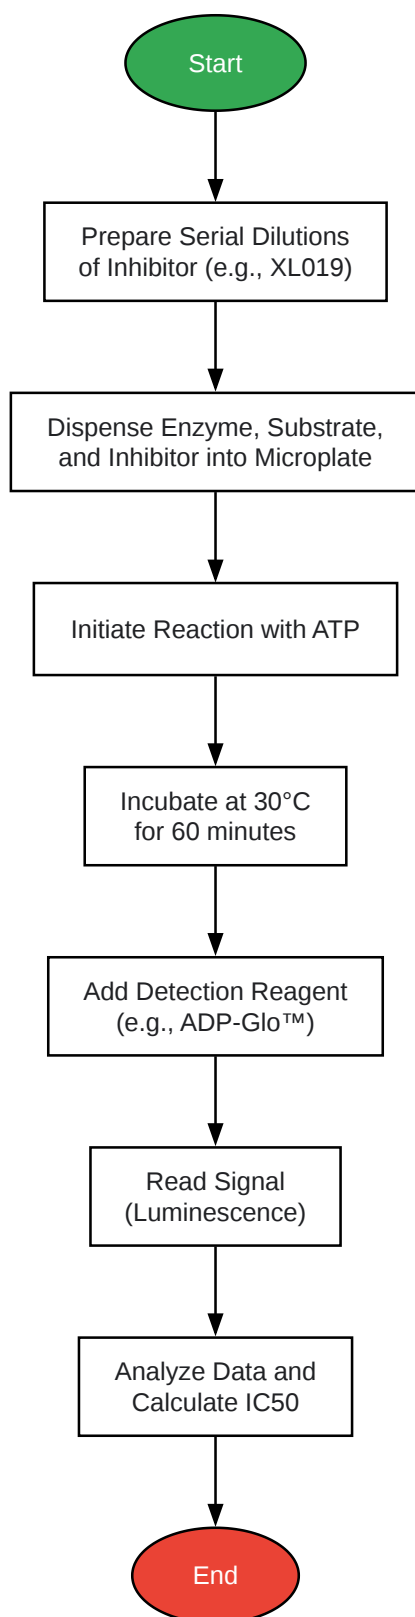 Start
Prepare Serial Dilutions
of Inhibitor (e.g., XL019)
Dispense Enzyme, Substrate,
and Inhibitor into Microplate
Initiate Reaction with ATP
Incubate at 30°C
for 60 minutes
Add Detection Reagent
(e.g., ADP-Glo™)
Read Signal
(Luminescence)
Analyze Data and
Calculate IC50
End